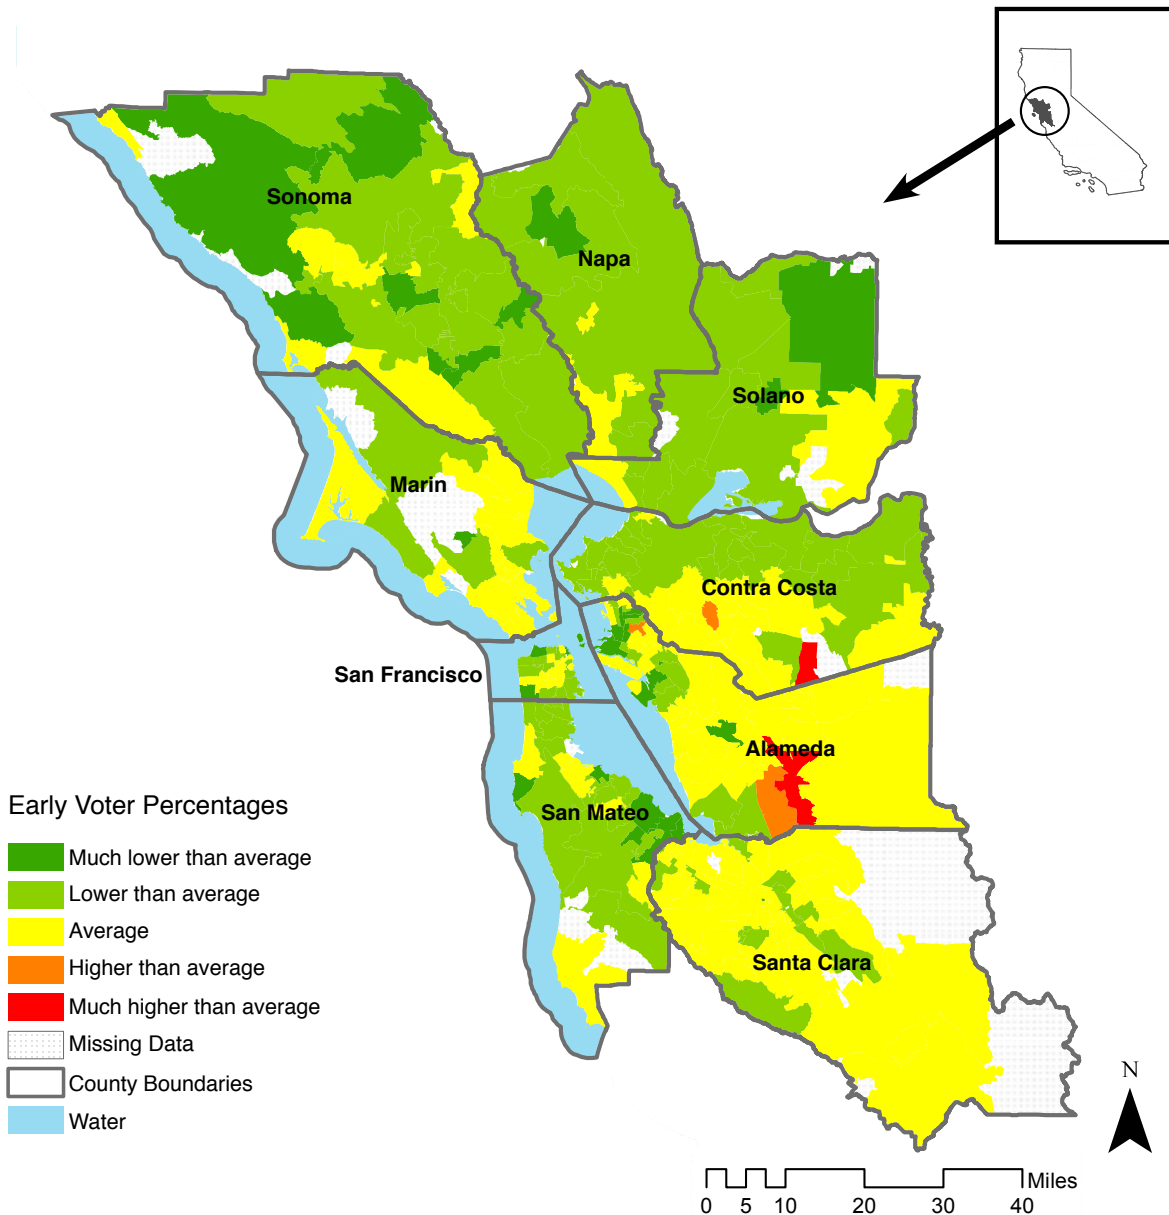 Sonoma
Napa
Solano
Marin
Contra Costa
San Francisco
Alameda
San Mateo
Santa Clara
Early Voter Percentages
Much lower than average
Lower than average
Average
Higher than average
Much higher than average
Missing Data
County Boundaries
Water
N
Miles
0 5 10 20 30 40